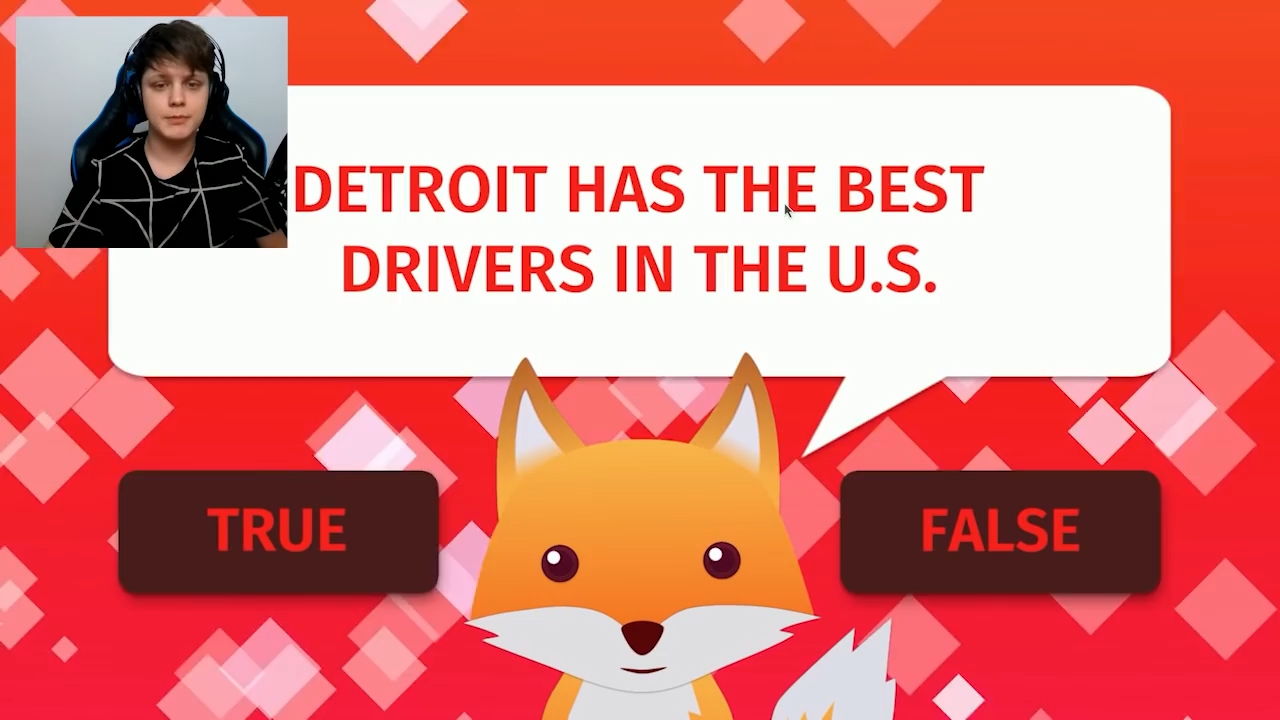 DETROIT HAS THE BEST
DRIVERS IN THE U.S.
TRUE
FALSE